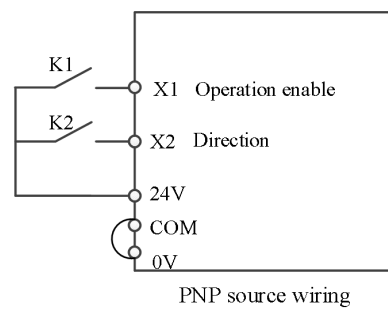 K1
X1 Operation enable
K2
X2 Direction
24V
COM
0V
PNP source wiring